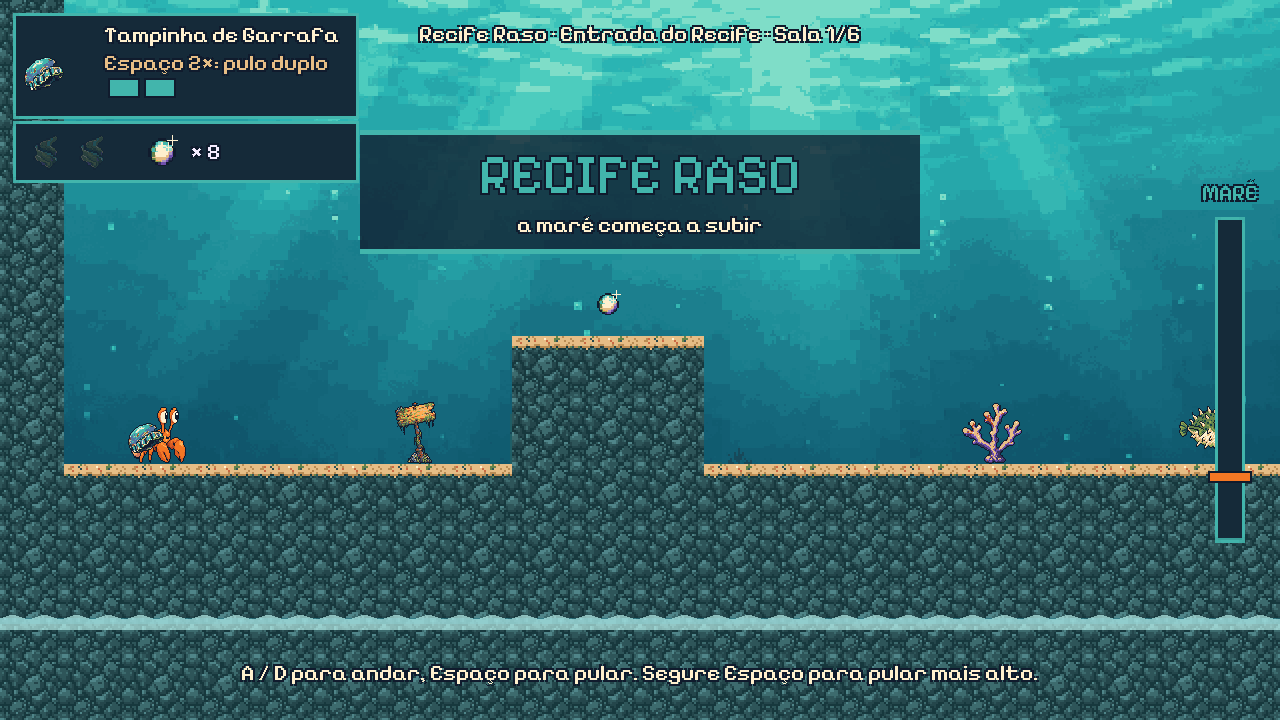 Tampinha de Garrafa
Espaço 2×: pulo duplo
× 8
Recife Raso · Entrada do Recife · Sala 1/6
RECIFE RASO
a maré começa a subir
MARÉ
A / D para andar, Espaço para pular. Segure Espaço para pular mais alto.